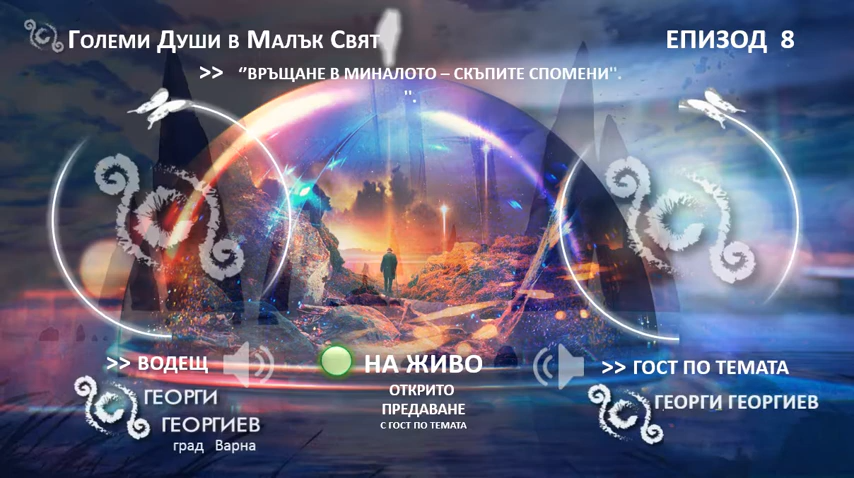 Големи Души в Малък Свят
ЕПИЗОД 8
>> ‘’ВРЪЩАНЕ В МИНАЛОТО – СКЪПИТЕ СПОМЕНИ''.
''.
>> ВОДЕЩ
ГЕОРГИ
ГЕОРГИЕВ
град Варна
НА ЖИВО
ОТКРИТО
ПРЕДАВАНЕ
С ГОСТ ПО ТЕМАТА
>> ГОСТ ПО ТЕМАТА
ГЕОРГИ ГЕОРГИЕВ